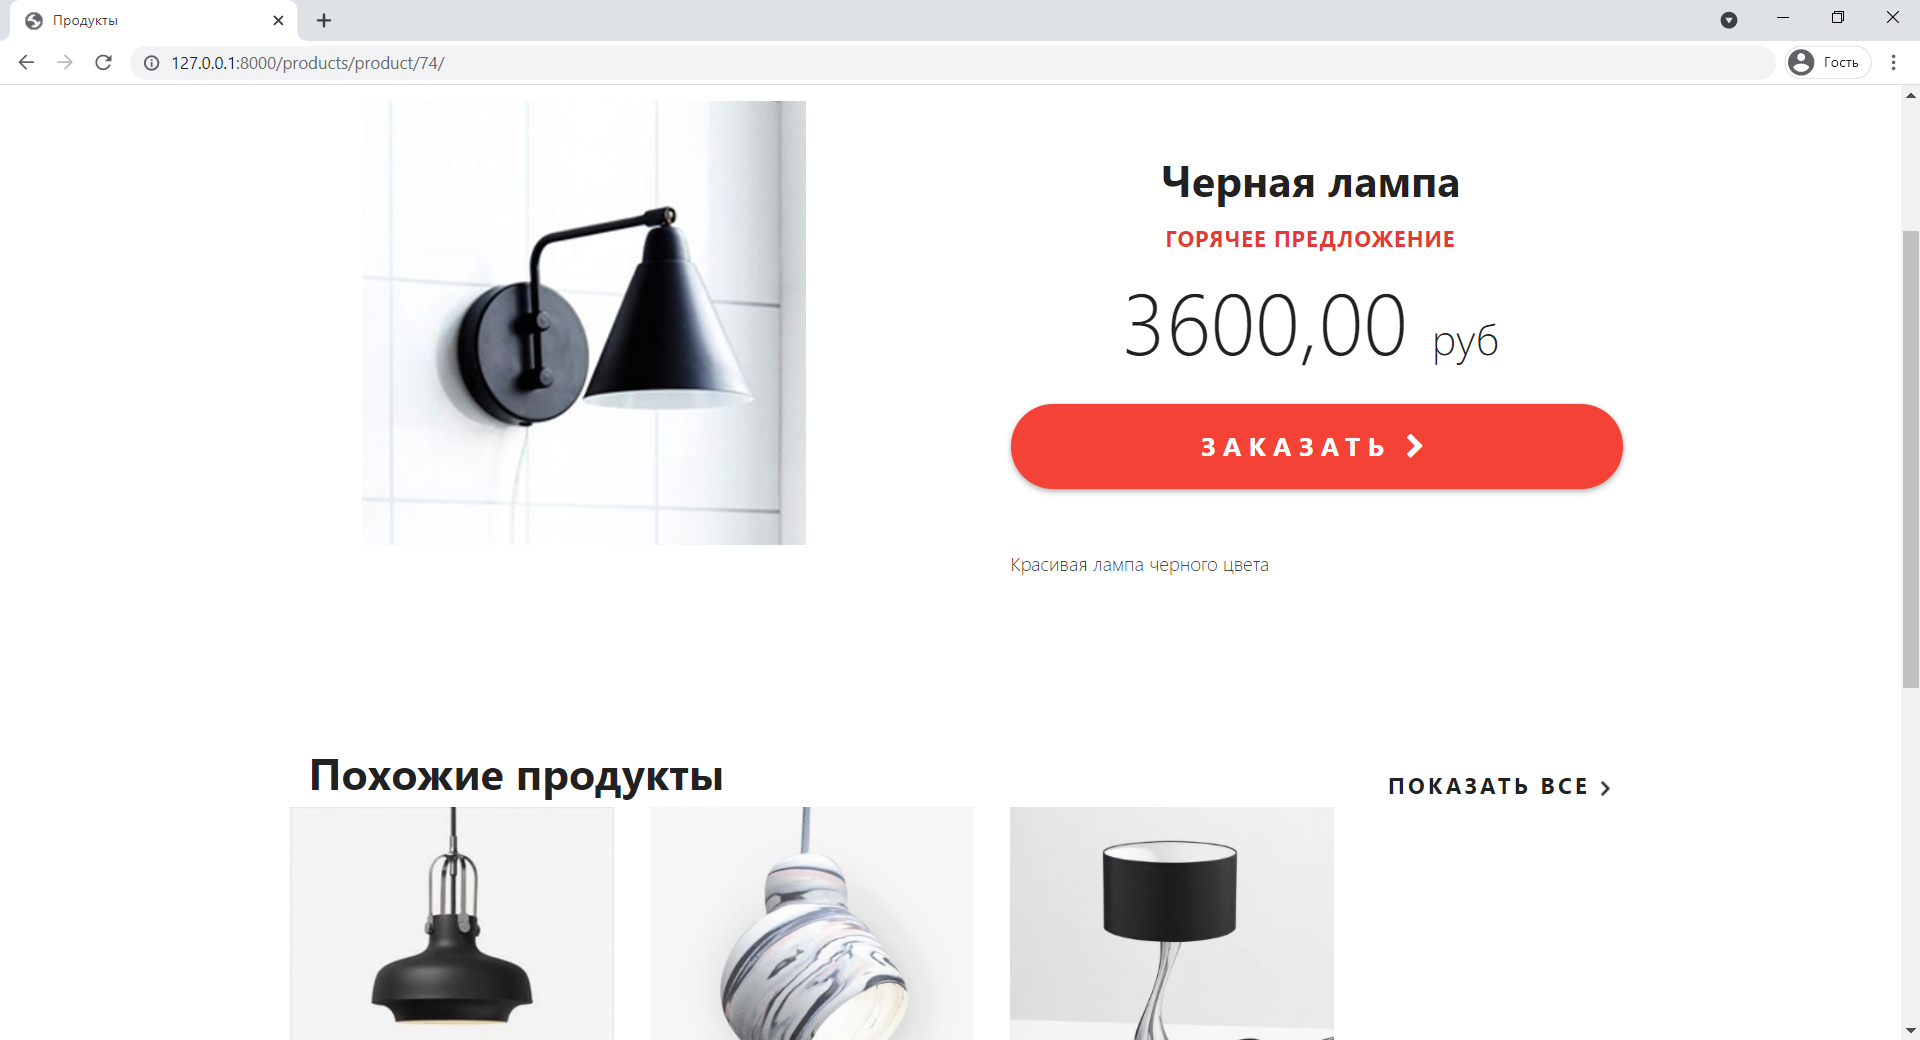 Продукты
127.0.0.1:8000/products/product/74/
Гость
Черная лампа
ГОРЯЧЕЕ ПРЕДЛОЖЕНИЕ
3600,00 руб
ЗАКАЗАТЬ
Красивая лампа черного цвета
Похожие продукты
ПОКАЗАТЬ ВСЕ